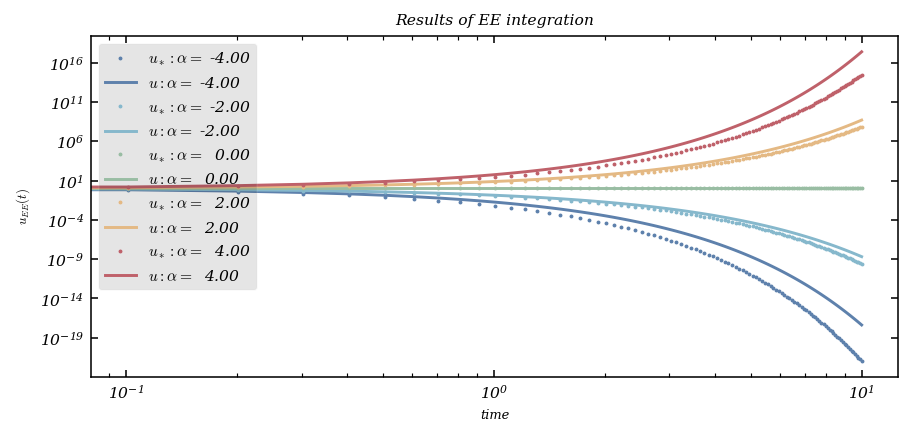 Results of EE integration
10^16
10^11
10^6
10^1
10^−4
10^−9
10^−14
10^−19
u_EE(t)
u_* : α = -4.00
u : α = -4.00
u_* : α = -2.00
u : α = -2.00
u_* : α = 0.00
u : α = 0.00
u_* : α = 2.00
u : α = 2.00
u_* : α = 4.00
u : α = 4.00
10^−1
10^0
10^1
time